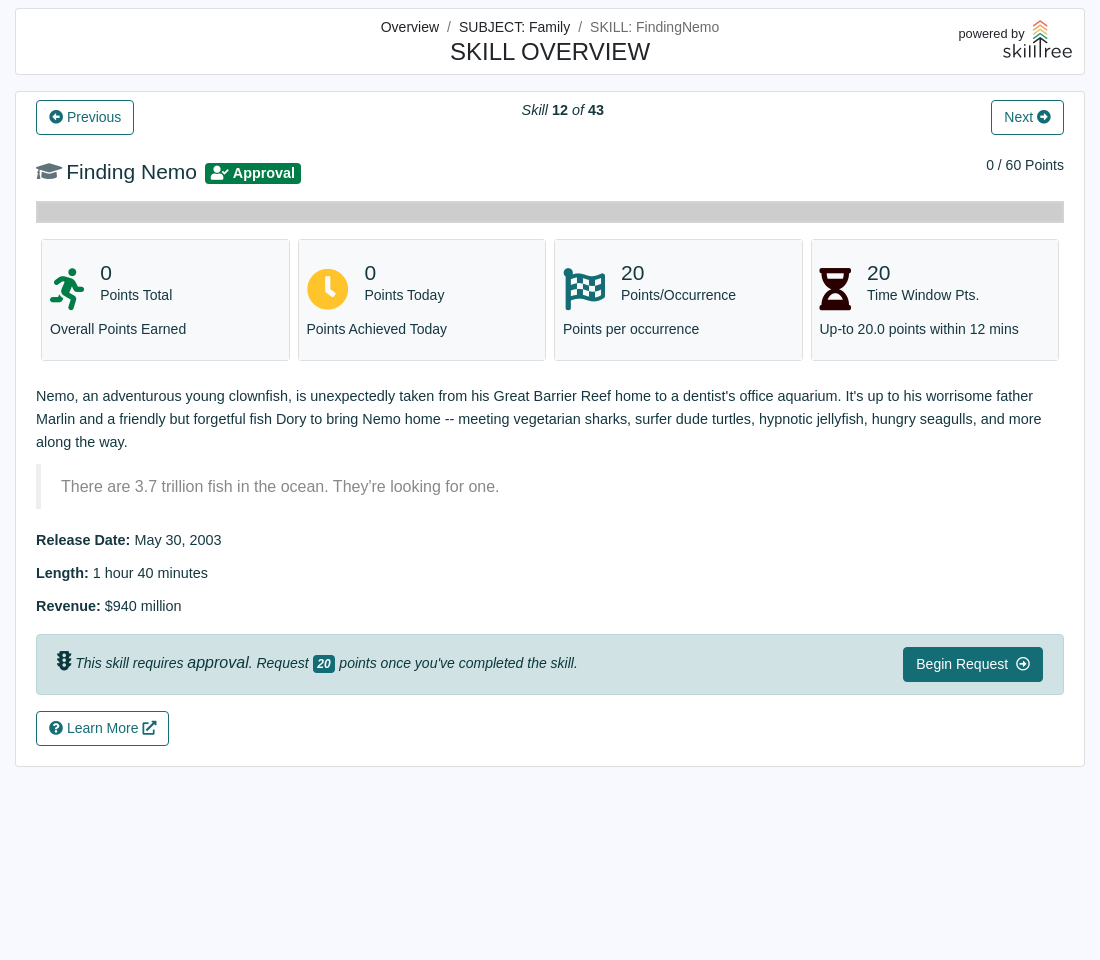 Overview / SUBJECT: Family / SKILL: FindingNemo
SKILL OVERVIEW
powered by
skilltree
Previous
Skill 12 of 43
Next
Finding Nemo Approval
0 / 60 Points
0
Points Total
Overall Points Earned
0
Points Today
Points Achieved Today
20
Points/Occurrence
Points per occurrence
20
Time Window Pts.
Up-to 20.0 points within 12 mins
Nemo, an adventurous young clownfish, is unexpectedly taken from his Great Barrier Reef home to a dentist's office aquarium. It's up to his worrisome father
Marlin and a friendly but forgetful fish Dory to bring Nemo home -- meeting vegetarian sharks, surfer dude turtles, hypnotic jellyfish, hungry seagulls, and more
along the way.
There are 3.7 trillion fish in the ocean. They're looking for one.
Release Date: May 30, 2003
Length: 1 hour 40 minutes
Revenue: $940 million
This skill requires approval. Request 20 points once you've completed the skill.
Begin Request
Learn More